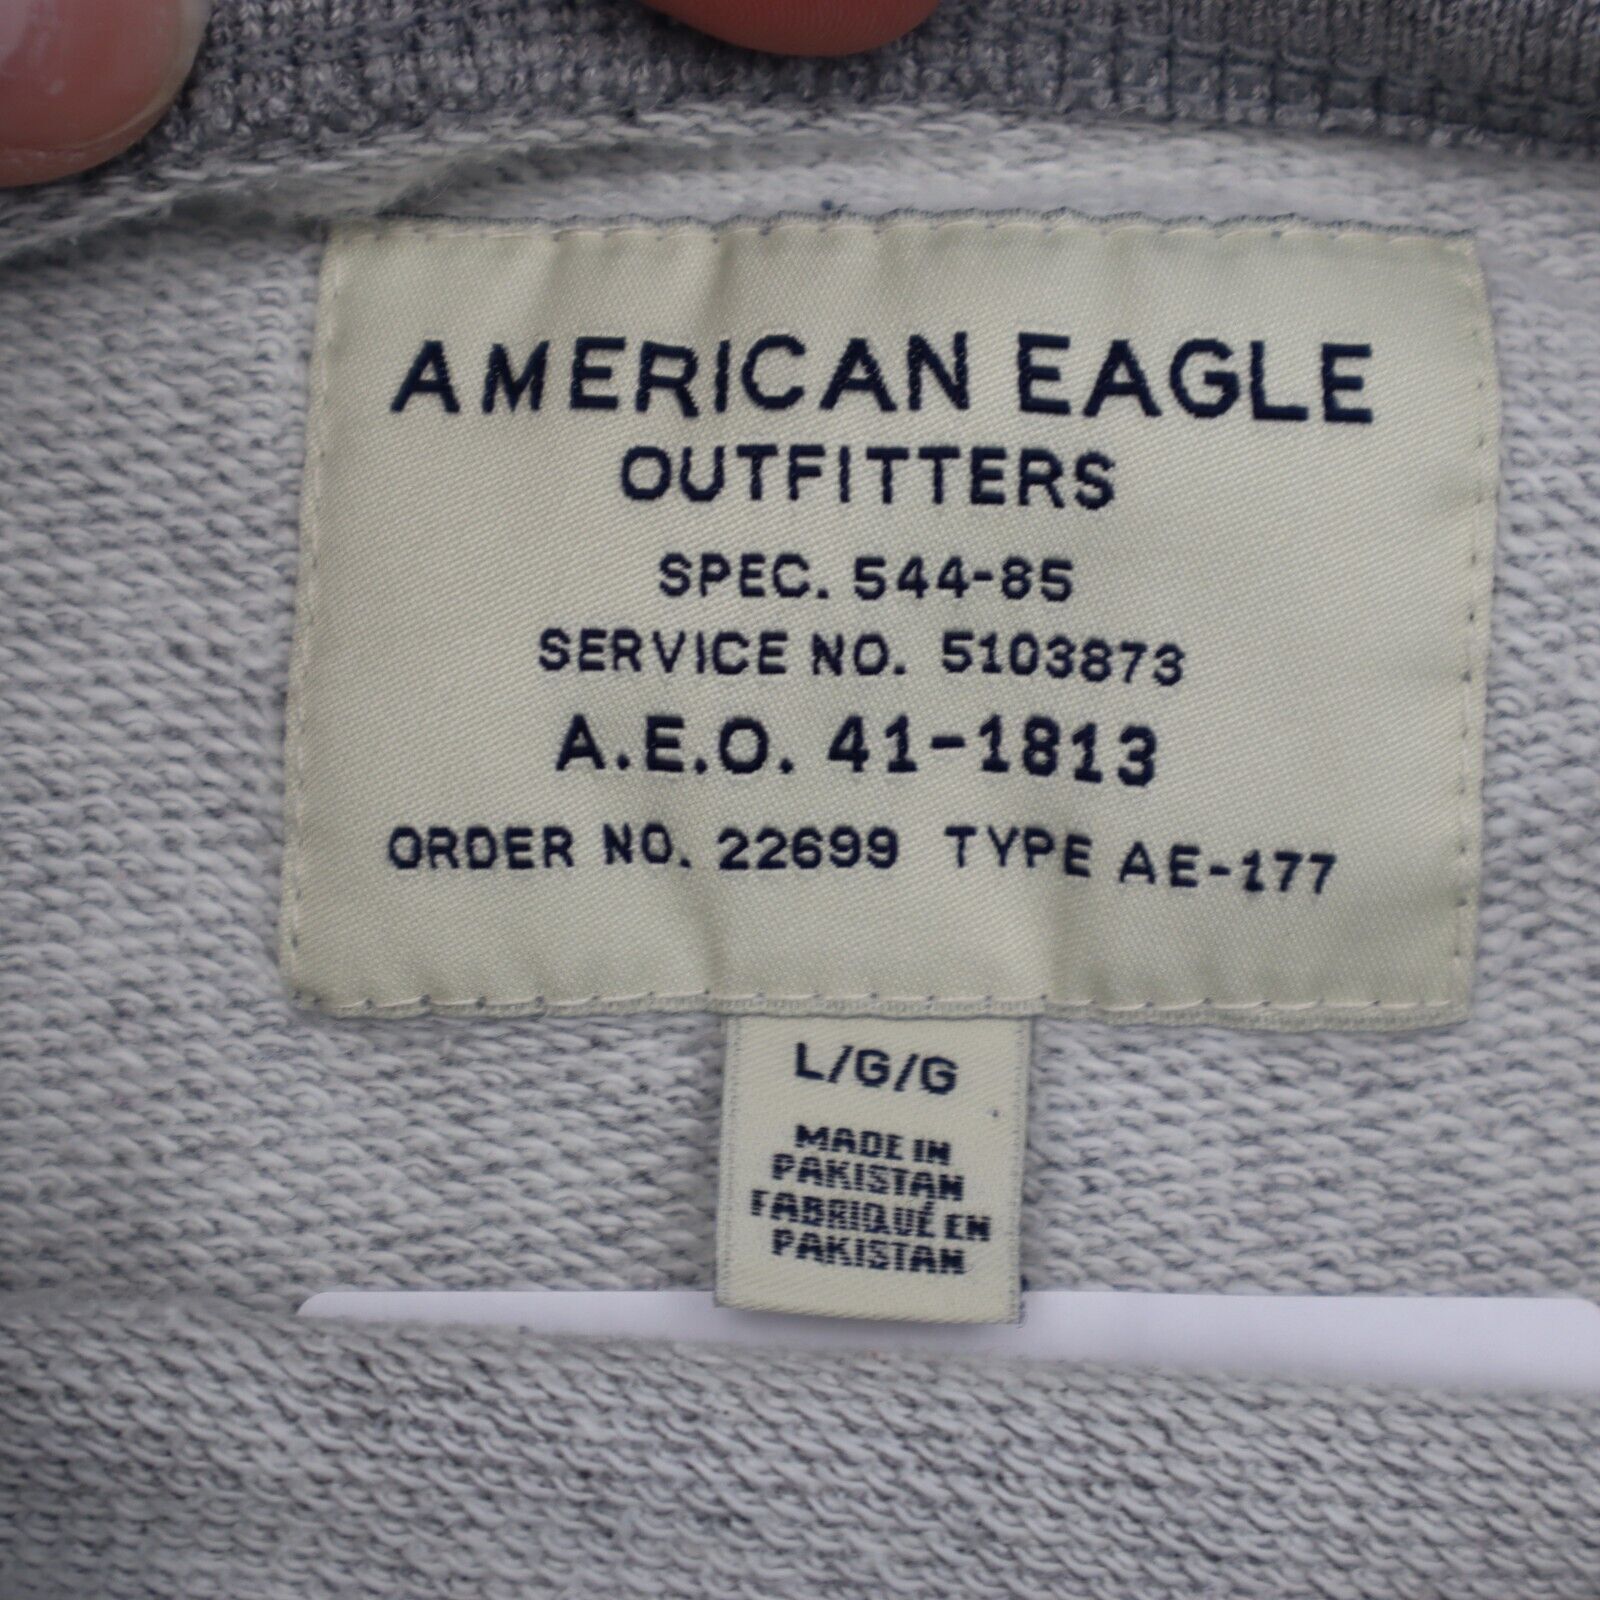 AMERICAN EAGLE
OUTFITTERS
SPEC. 544-85
SERVICE NO. 5103873
A.E.O. 41-1813
ORDER NO. 22699 TYPE AE-177
L/G/G
MADE IN
PAKISTAN
FABRIQUÉ EN
PAKISTAN